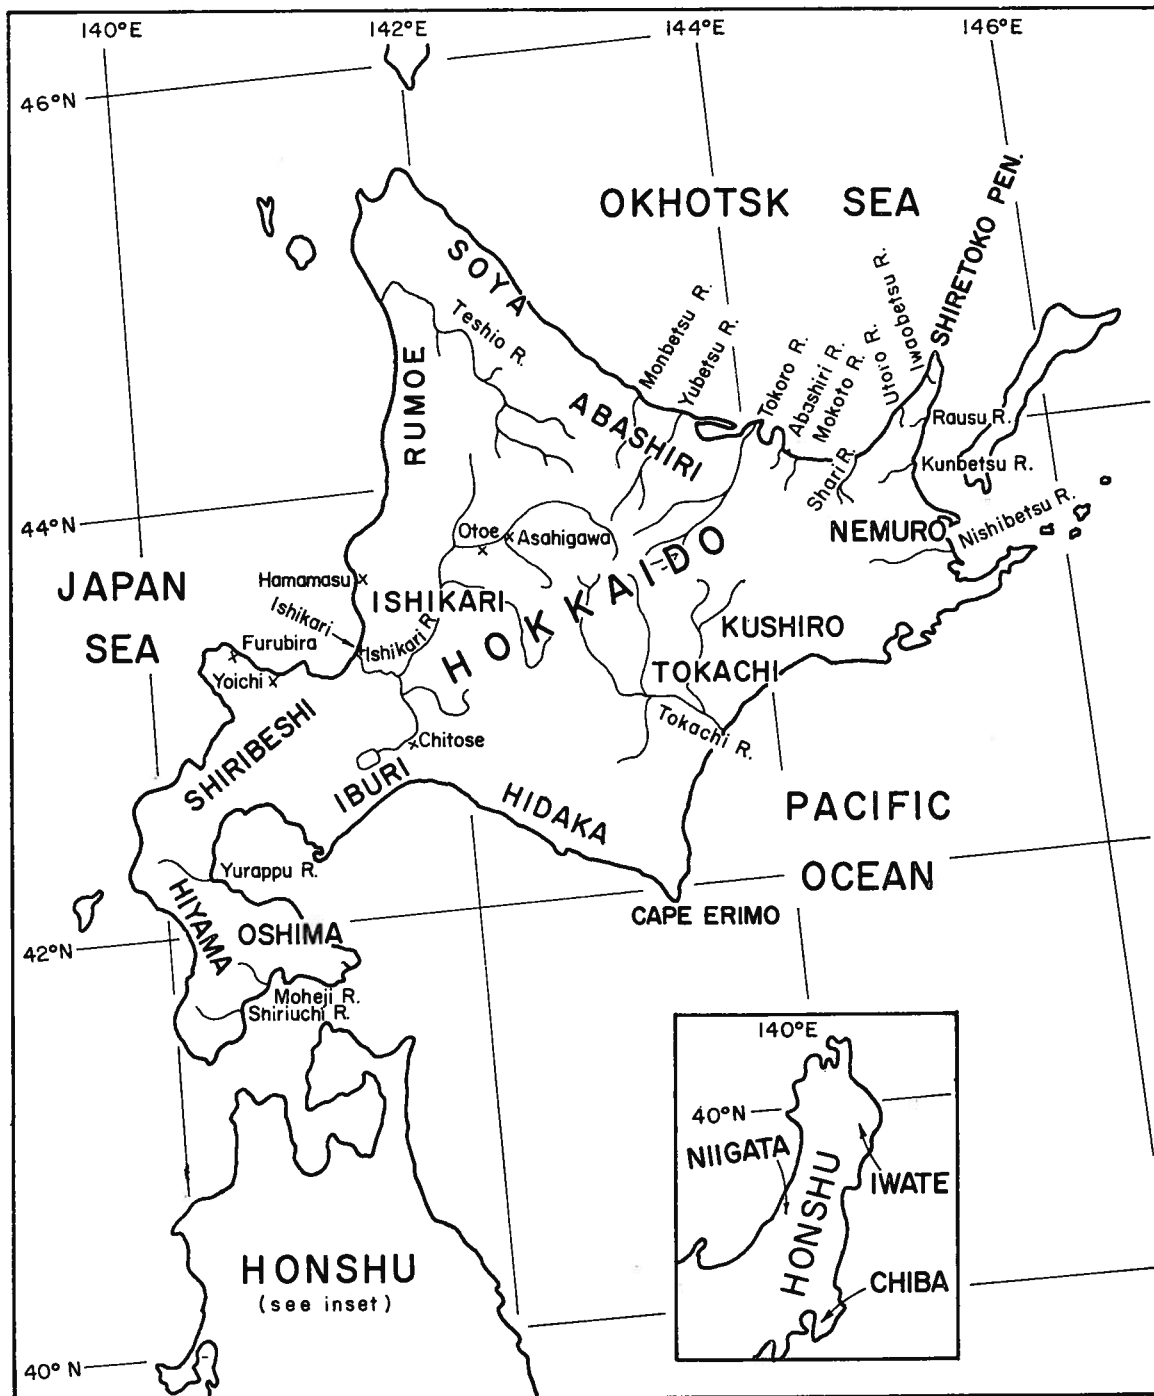 140°E
142°E
144°E
146°E
46°N
OKHOTSK SEA
SHIRETOKO PEN.
SOYA
Teshio R.
RUMOE
Monbetsu R.
Yubetsu R.
Tokoro R.
Abashiri R.
Mokoto R.
Utoro R.
Iwaobetsu R.
ABASHIRI
Rausu R.
Shari R.
Kunbetsu R.
44°N
Otoe
Asahigawa
NEMURO
Nishibetsu R.
JAPAN
SEA
Hamamasu
Ishikari
ISHIKARI
Ishikari R.
HOKKAIDO
KUSHIRO
Furubira
Yoichi
TOKACHI
Tokachi R.
Chitose
SHIRIBESHI
IBURI
HIDAKA
PACIFIC
OCEAN
Yurappu R.
HIYAMA
OSHIMA
CAPE ERIMO
42°N
Moheji R.
Shiriuchi R.
140°E
40°N
NIIGATA
HONSHU
IWATE
CHIBA
HONSHU
(see inset)
40°N